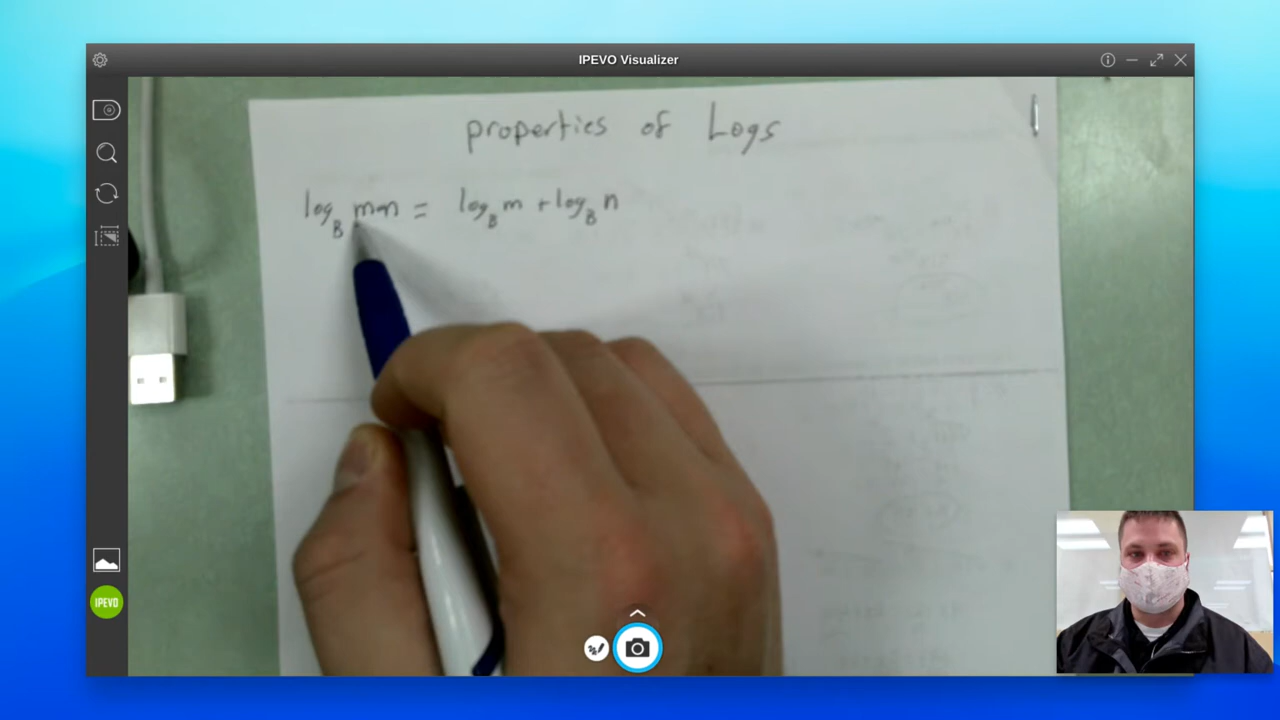 IPEVO Visualizer
properties of Logs
log_B mn = log_B m + log_B n
IPEVO